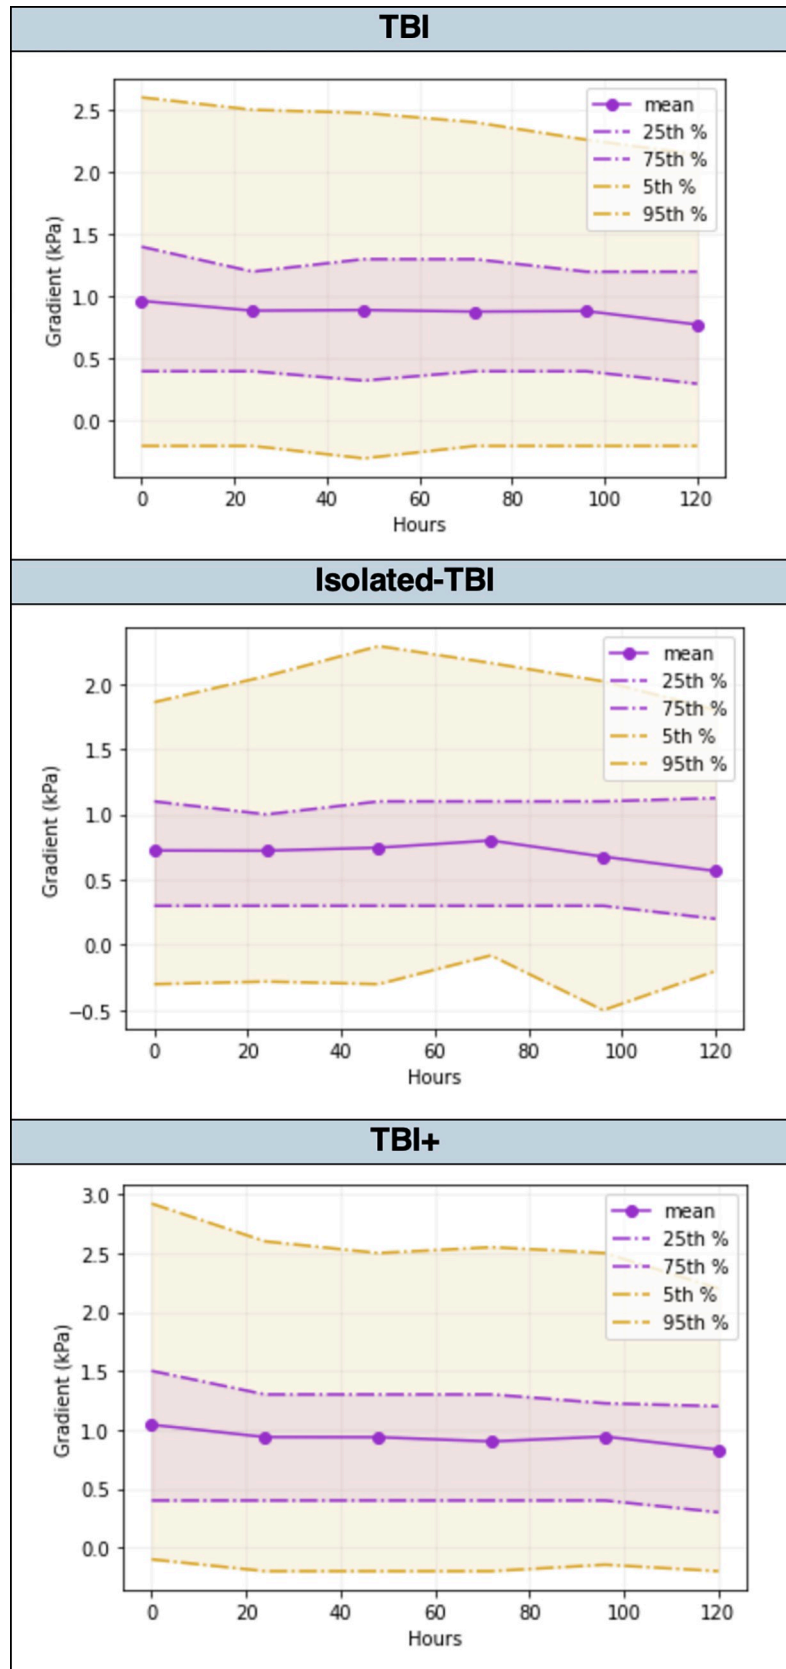 TBI
2.5
2.0
1.5
1.0
0.5
0.0
Gradient (kPa)
mean
25th %
75th %
5th %
95th %
0 20 40 60 80 100 120
Hours
Isolated-TBI
2.0
1.5
1.0
0.5
0.0
−0.5
Gradient (kPa)
mean
25th %
75th %
5th %
95th %
0 20 40 60 80 100 120
Hours
TBI+
3.0
2.5
2.0
1.5
1.0
0.5
0.0
Gradient (kPa)
mean
25th %
75th %
5th %
95th %
0 20 40 60 80 100 120
Hours